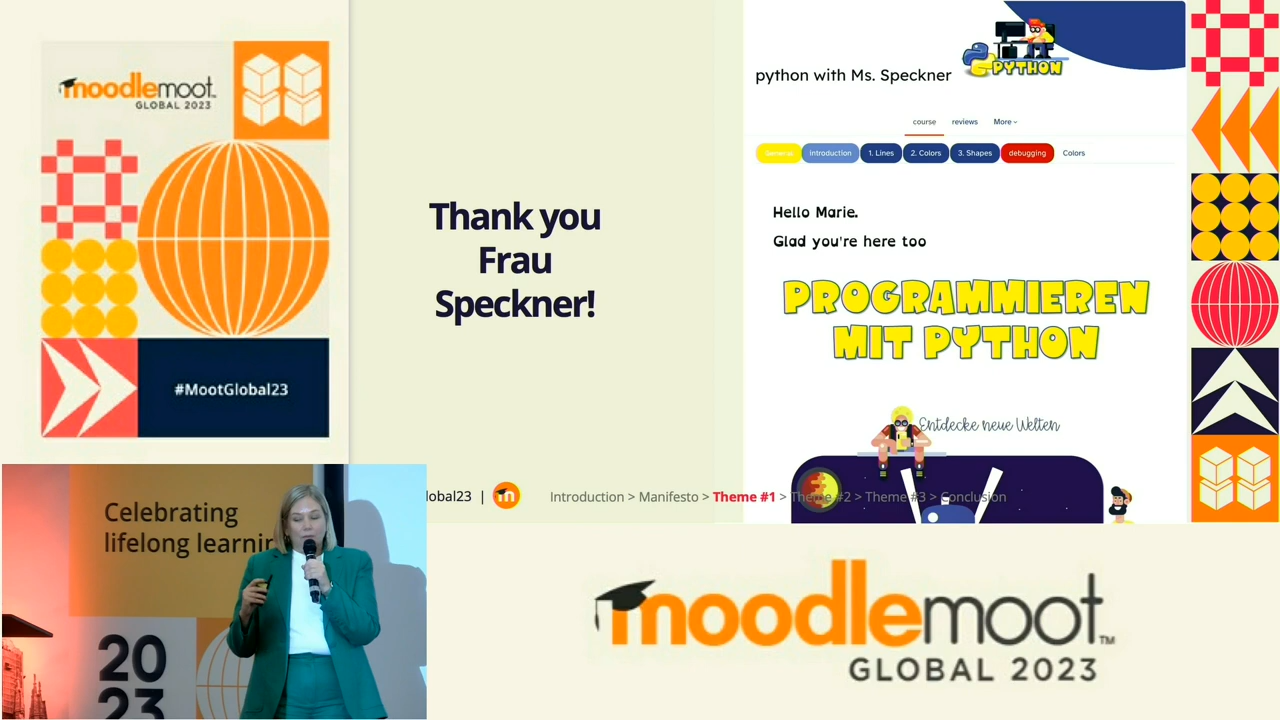 moodlemoot
GLOBAL 2023
#MootGlobal23
Thank you
Frau
Speckner!
python with Ms. Speckner
PYTHON
course
reviews
More
General
Introduction
1. Lines
2. Colors
3. Shapes
debugging
Colors
Hello Marie.
Glad you're here too
PROGRAMMIEREN
MIT PYTHON
Entdecke neue Welten
lobal23 | m
Introduction > Manifesto > Theme #1 > Theme #2 > Theme #3 > Conclusion
Celebrating
lifelong learnin
20
23
moodlemoot™
GLOBAL 2023